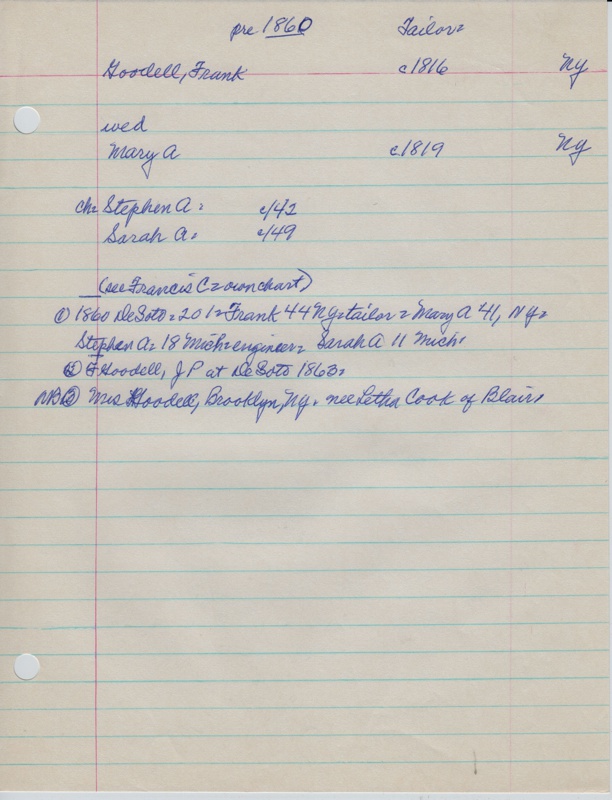 pre 1860 Tailor=
Goodell, Frank c1816 Ny
wed
Mary A c1819 Ny
ch= Stephen A= c/42
Sarah A= c/49
(see Francis C= own chart)
① 1860 DeSoto= 201= Frank 44 Ny= tailor= Mary A 41, Ny=
Stephen A= 18 Mich= engineer= Sarah A 11 Mich=
② Goodell, JP at DeSoto 1863=
NB③ Mrs Goodell, Brooklyn, Ny= nee Letha Cook of Blair=